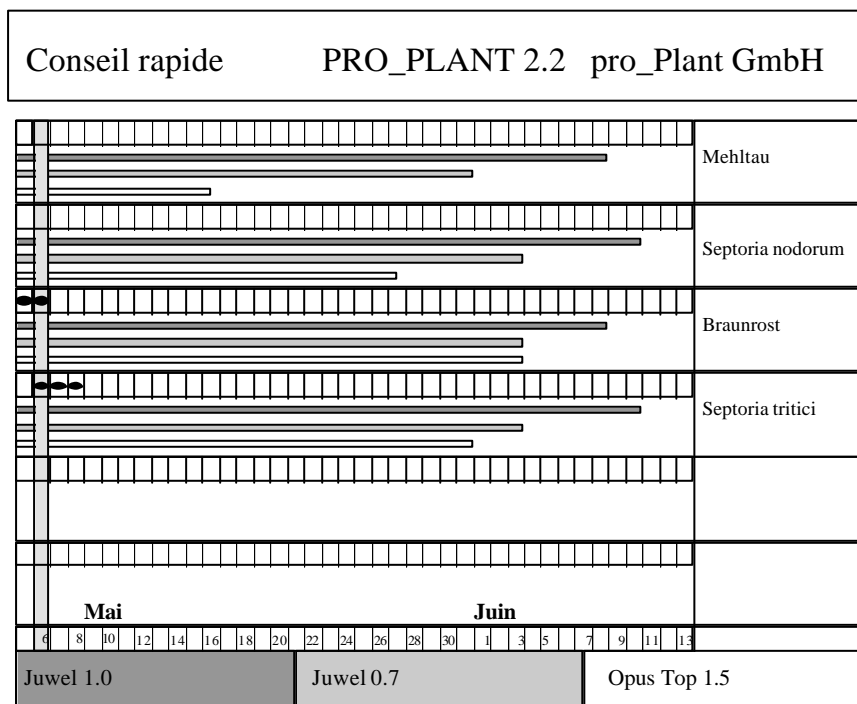 Conseil rapide PRO_PLANT 2.2 pro_Plant GmbH
Mehltau
Septoria nodorum
Braunrost
Septoria tritici
Mai Juin
6 8 10 12 14 16 18 20 22 24 26 28 30 1 3 5 7 9 11 13
Juwel 1.0 Juwel 0.7 Opus Top 1.5